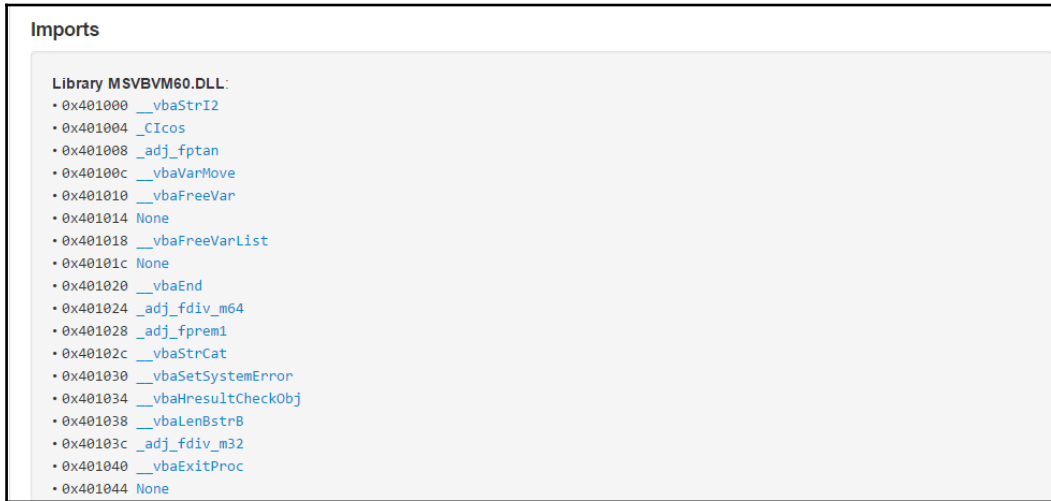 Imports
Library MSVBVM60.DLL:
• 0x401000 __vbaStrI2
• 0x401004 _CIcos
• 0x401008 _adj_fptan
• 0x40100c __vbaVarMove
• 0x401010 __vbaFreeVar
• 0x401014 None
• 0x401018 __vbaFreeVarList
• 0x40101c None
• 0x401020 __vbaEnd
• 0x401024 _adj_fdiv_m64
• 0x401028 _adj_fprem1
• 0x40102c __vbaStrCat
• 0x401030 __vbaSetSystemError
• 0x401034 __vbaHresultCheckObj
• 0x401038 __vbaLenBstrB
• 0x40103c _adj_fdiv_m32
• 0x401040 __vbaExitProc
• 0x401044 None